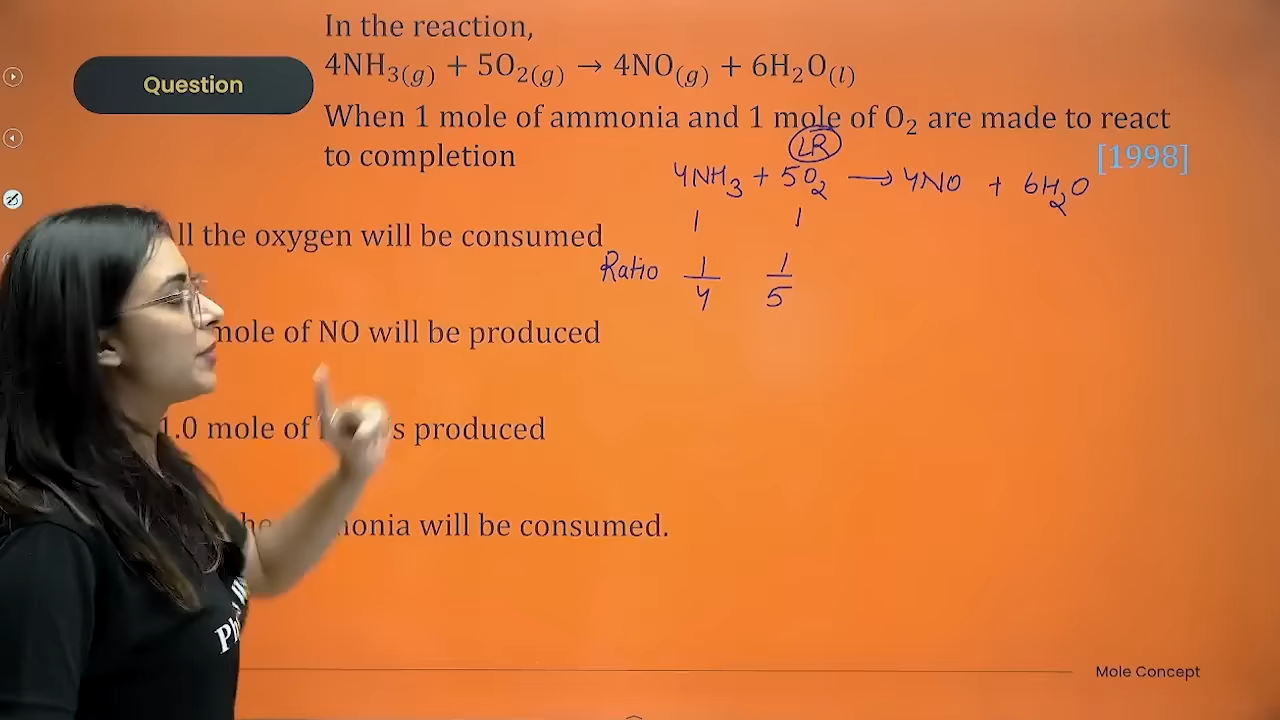 In the reaction,
Question
4NH₃(g) + 5O₂(g) → 4NO(g) + 6H₂O(l)
When 1 mole of ammonia and 1 mole of O₂ are made to react
to completion
[1998]
LR
4NH₃ + 5O₂ → 4NO + 6H₂O
1 1
ll the oxygen will be consumed
Ratio 1/4 1/5
mole of NO will be produced
1.0 mole of s produced
he onia will be consumed.
Mole Concept